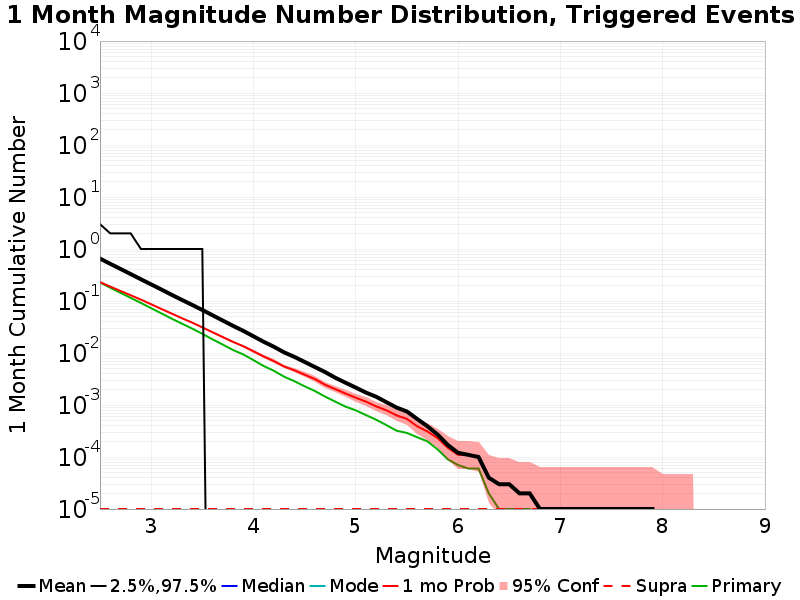 1 Month Magnitude Number Distribution, Triggered Events
1 Month Cumulative Number
10^4
10^3
10^2
10^1
10^0
10^-1
10^-2
10^-3
10^-4
10^-5
3 4 5 6 7 8 9
Magnitude
Mean 2.5%,97.5% Median Mode 1 mo Prob 95% Conf Supra Primary